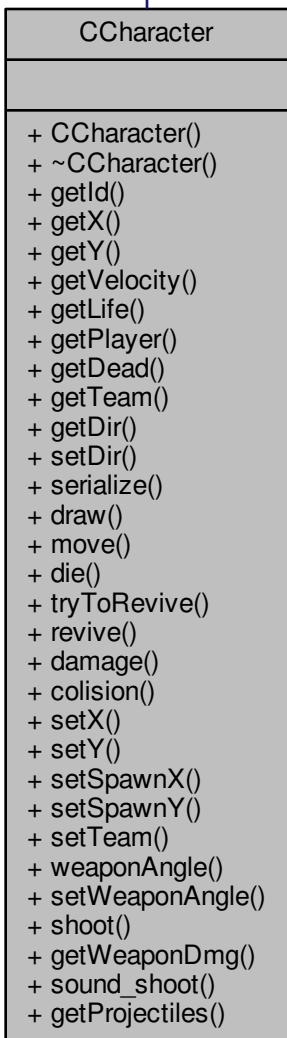 CCharacter
+ CCharacter()
+ ~CCharacter()
+ getId()
+ getX()
+ getY()
+ getVelocity()
+ getLife()
+ getPlayer()
+ getDead()
+ getTeam()
+ getDir()
+ setDir()
+ serialize()
+ draw()
+ move()
+ die()
+ tryToRevive()
+ revive()
+ damage()
+ colision()
+ setX()
+ setY()
+ setSpawnX()
+ setSpawnY()
+ setTeam()
+ weaponAngle()
+ setWeaponAngle()
+ shoot()
+ getWeaponDmg()
+ sound_shoot()
+ getProjectiles()